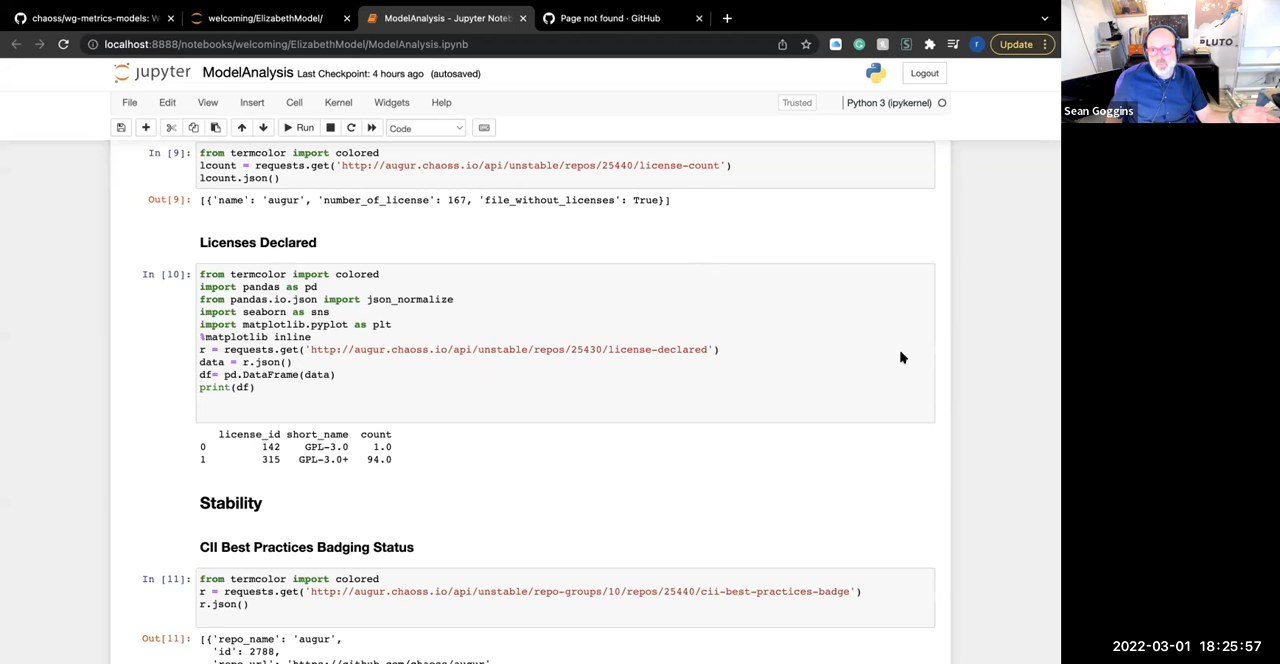 chaoss/wg-metrics-models: W
welcoming/ElizabethModel/
ModelAnalysis - Jupyter Noteb
Page not found · GitHub
localhost:8888/notebooks/welcoming/ElizabethModel/ModelAnalysis.ipynb
Update
PLUTO
Sean Goggins
jupyter ModelAnalysis Last Checkpoint: 4 hours ago (autosaved)
Logout
File Edit View Insert Cell Kernel Widgets Help
Trusted Python 3 (ipykernel)
Run Code
In [9]:
from termcolor import colored
lcount = requests.get('http://augur.chaoss.io/api/unstable/repos/25440/license-count')
lcount.json()
Out[9]: [{'name': 'augur', 'number_of_license': 167, 'file_without_licenses': True}]
Licenses Declared
In [10]:
from termcolor import colored
import pandas as pd
from pandas.io.json import json_normalize
import seaborn as sns
import matplotlib.pyplot as plt
%matplotlib inline
r = requests.get('http://augur.chaoss.io/api/unstable/repos/25430/license-declared')
data = r.json()
df= pd.DataFrame(data)
print(df)
license_id short_name count
0 142 GPL-3.0 1.0
1 315 GPL-3.0+ 94.0
Stability
CII Best Practices Badging Status
In [11]:
from termcolor import colored
r = requests.get('http://augur.chaoss.io/api/unstable/repo-groups/10/repos/25440/cii-best-practices-badge')
r.json()
Out[11]: [{'repo_name': 'augur',
'id': 2788,
'repo_url': 'https://github.com/chaoss/augur',
2022-03-01 18:25:57